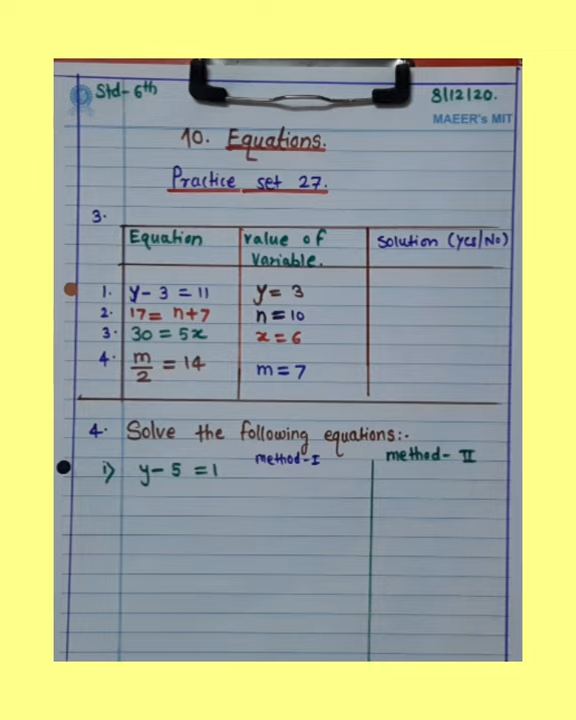 Std- 6th
8/12/20.
MAEER's MIT
10. Equations.
Practice set 27.
3.
Equation value of Variable. Solution (yes/No)
1. y- 3 = 11 y= 3
2. 17= n+7 n=10
3. 30 = 5x x=6
4. m/2 = 14 m=7
4. Solve the following equations:-
method-I method- II
i) y- 5 =1